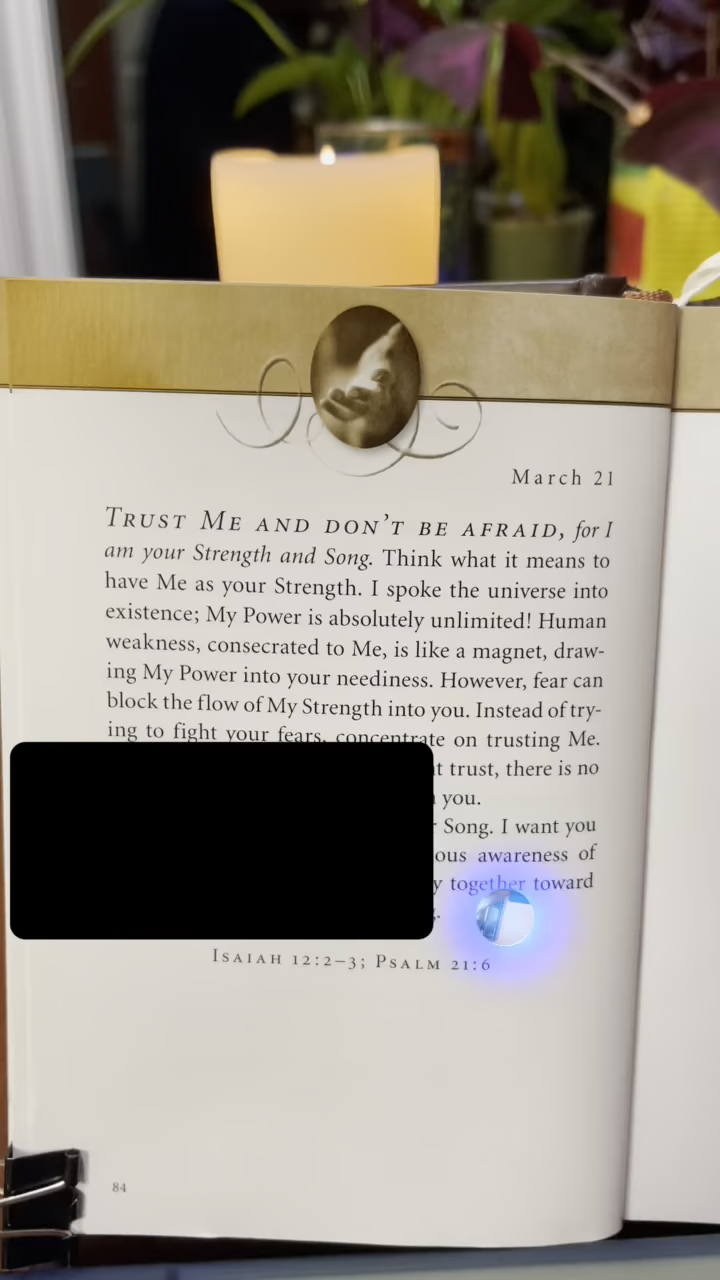 March 21
TRUST ME AND DON'T BE AFRAID, for I
am your Strength and Song. Think what it means to
have Me as your Strength. I spoke the universe into
existence; My Power is absolutely unlimited! Human
weakness, consecrated to Me, is like a magnet, draw-
ing My Power into your neediness. However, fear can
block the flow of My Strength into you. Instead of try-
ing to fight your fears, concentrate on trusting Me.
trust, there is no
you.
Song. I want you
awareness of
together toward
ISAIAH 12:2–3; PSALM 21:6
84